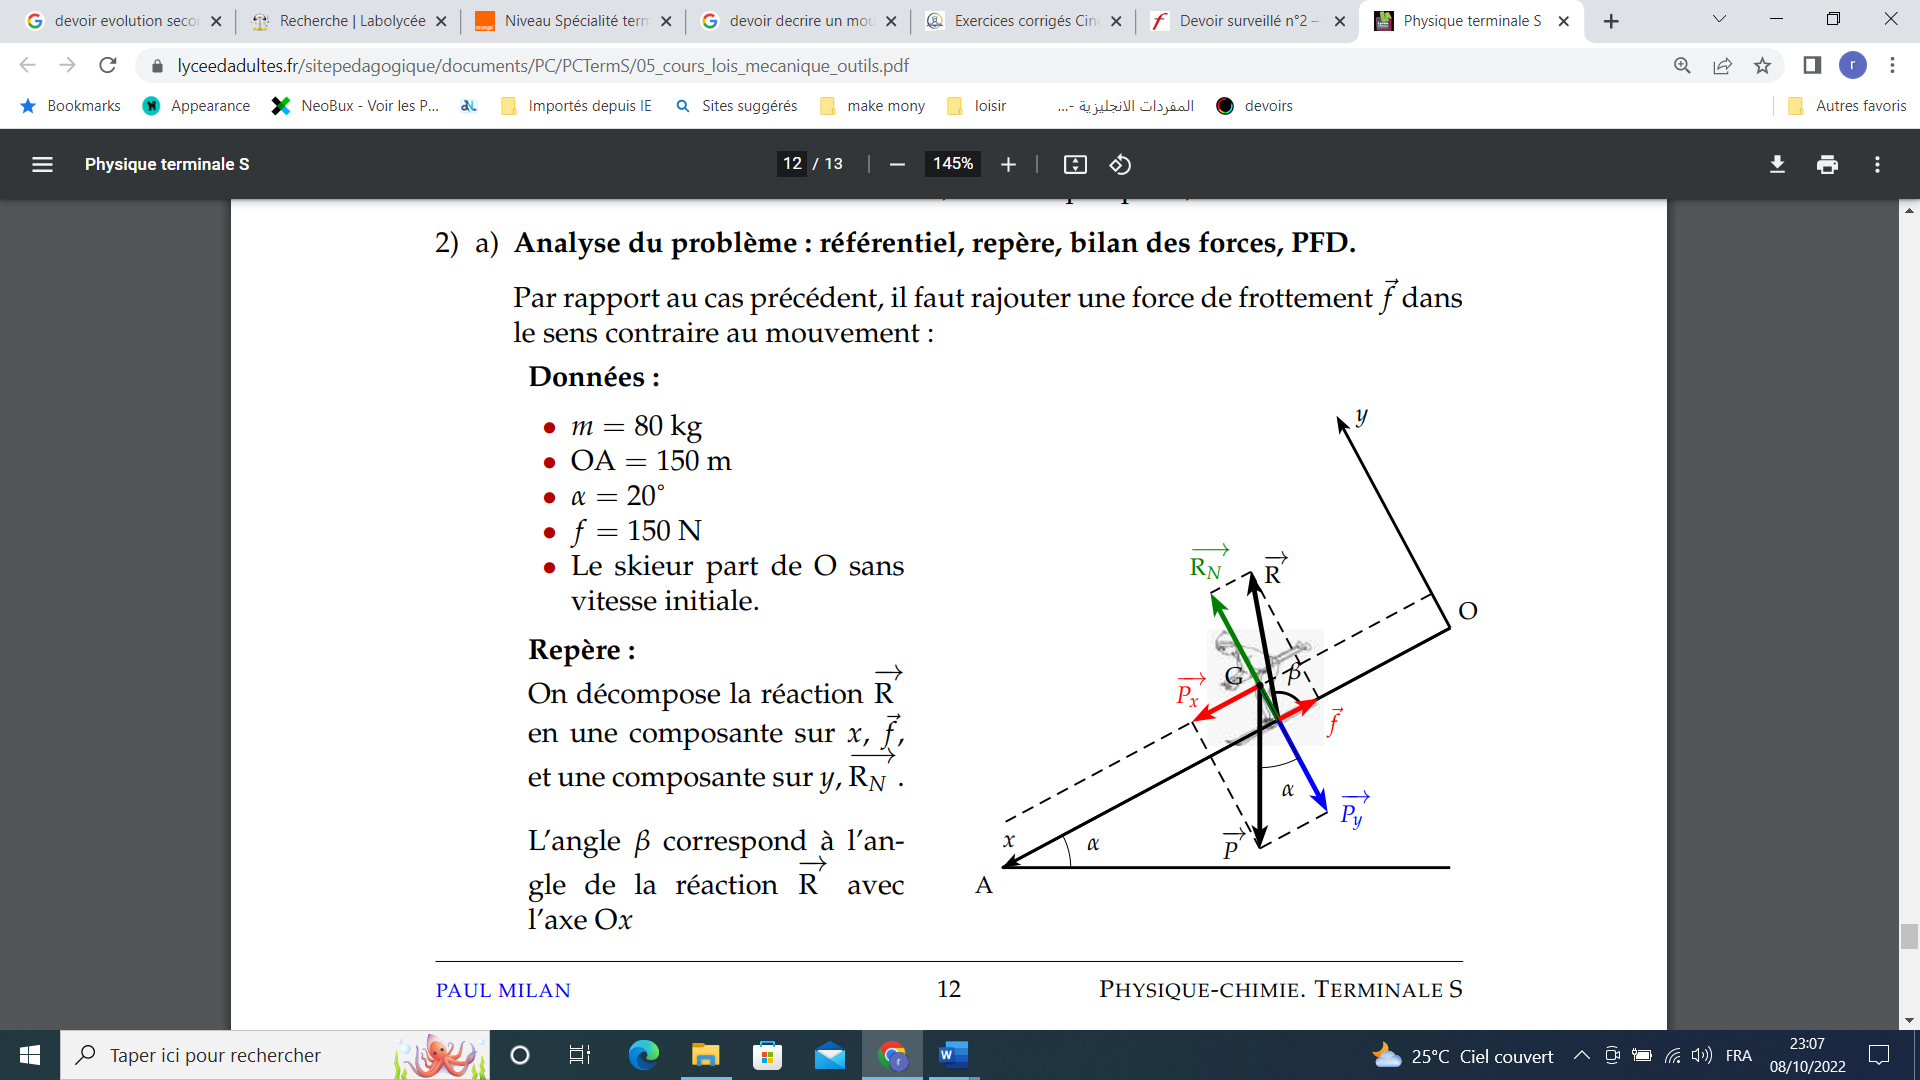 devoir evolution seco
Recherche | Labolycée
Niveau Spécialité term
devoir decrire un mou
Exercices corrigés Ciné
Devoir surveillé n°2 –
Physique terminale S
lyceedadultes.fr/sitepedagogique/documents/PC/PCTermS/05_cours_lois_mecanique_outils.pdf
r
Bookmarks
Appearance
NeoBux - Voir les P...
Importés depuis IE
Sites suggérés
make mony
loisir
المفردات الانجليزية -...
devoirs
Autres favoris
Physique terminale S
12 / 13
145%
2) a) Analyse du problème : référentiel, repère, bilan des forces, PFD.
Par rapport au cas précédent, il faut rajouter une force de frottement f⃗ dans
le sens contraire au mouvement :
Données :
• m = 80 kg
• OA = 150 m
• α = 20°
• f = 150 N
• Le skieur part de O sans
vitesse initiale.
Repère :
On décompose la réaction R⃗
en une composante sur x, f⃗,
et une composante sur y, R_N⃗ .
L'angle β correspond à l'an-
gle de la réaction R⃗ avec
l'axe Ox
y
R_N⃗
R⃗
O
G
β
P_x⃗
f⃗
α
P_y⃗
x
α
P⃗
A
PAUL MILAN
12
PHYSIQUE-CHIMIE. TERMINALE S
Taper ici pour rechercher
25°C Ciel couvert
FRA
23:07
08/10/2022